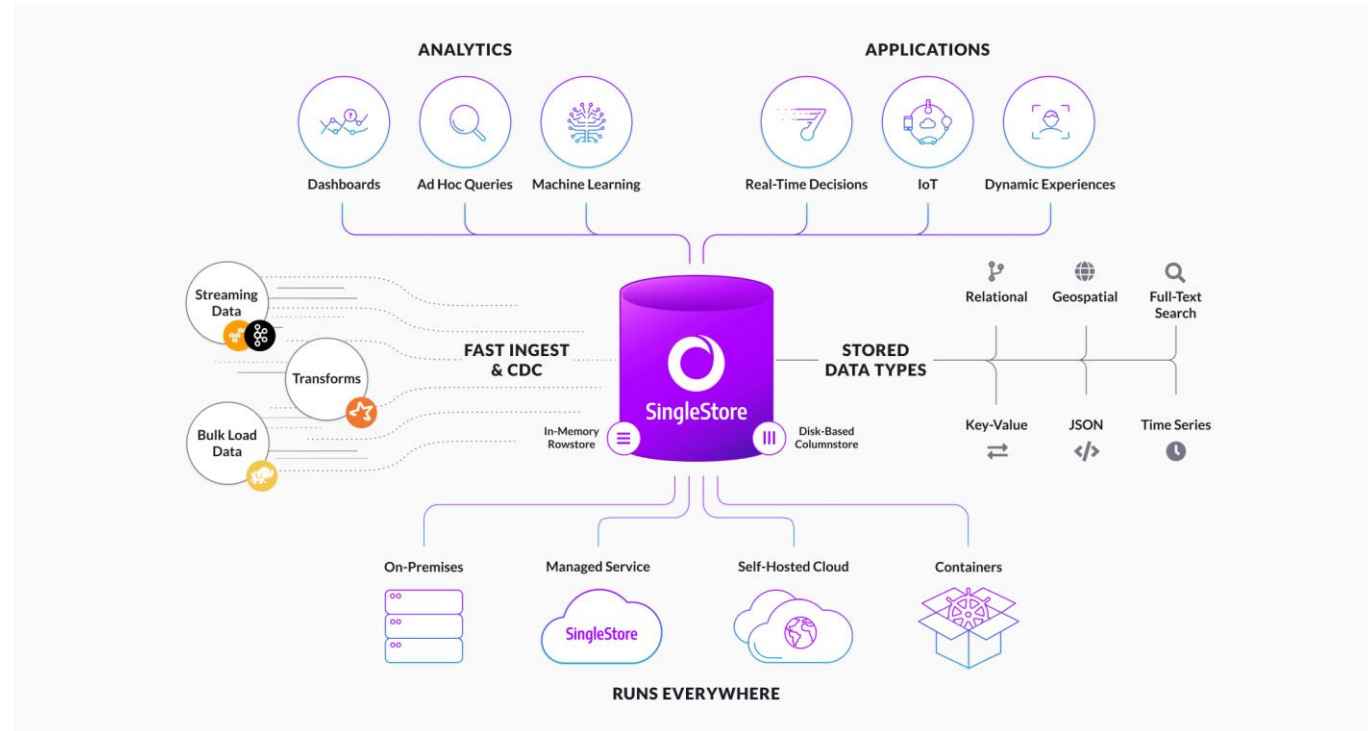 ANALYTICS
APPLICATIONS
Dashboards
Ad Hoc Queries
Machine Learning
Real-Time Decisions
IoT
Dynamic Experiences
Streaming
Data
Transforms
Bulk Load
Data
FAST INGEST
& CDC
SingleStore
In-Memory
Rowstore
Disk-Based
Columnstore
STORED
DATA TYPES
Relational
Geospatial
Full-Text
Search
Key-Value
JSON
Time Series
</>
On-Premises
Managed Service
Self-Hosted Cloud
Containers
SingleStore
RUNS EVERYWHERE